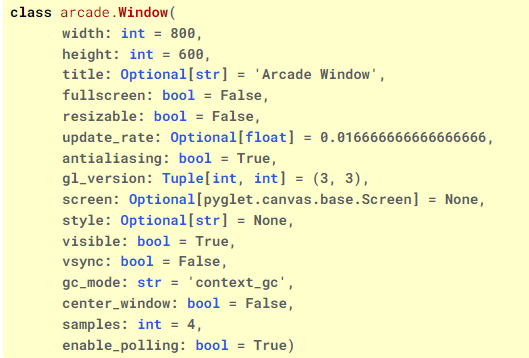 class arcade.Window(
width: int = 800,
height: int = 600,
title: Optional[str] = 'Arcade Window',
fullscreen: bool = False,
resizable: bool = False,
update_rate: Optional[float] = 0.016666666666666666,
antialiasing: bool = True,
gl_version: Tuple[int, int] = (3, 3),
screen: Optional[pyglet.canvas.base.Screen] = None,
style: Optional[str] = None,
visible: bool = True,
vsync: bool = False,
gc_mode: str = 'context_gc',
center_window: bool = False,
samples: int = 4,
enable_polling: bool = True)